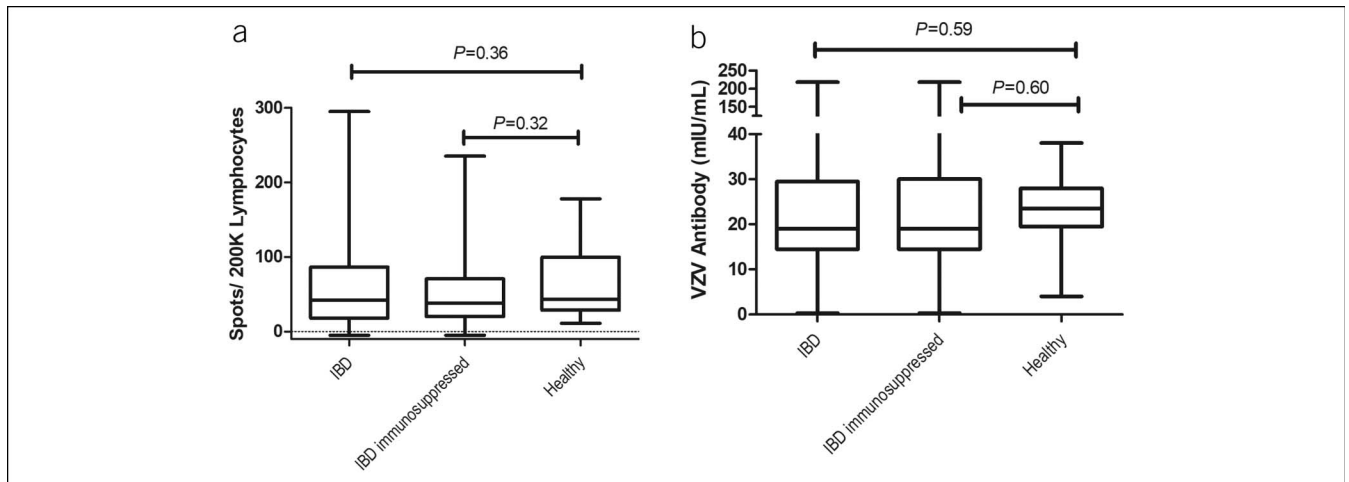 a
P=0.36
P=0.32
Spots/ 200K Lymphocytes
300
200
100
0
IBD
IBD immunosuppressed
Healthy
b
P=0.59
P=0.60
VZV Antibody (mIU/mL)
250
200
150
40
30
20
10
0
IBD
IBD immunosuppressed
Healthy